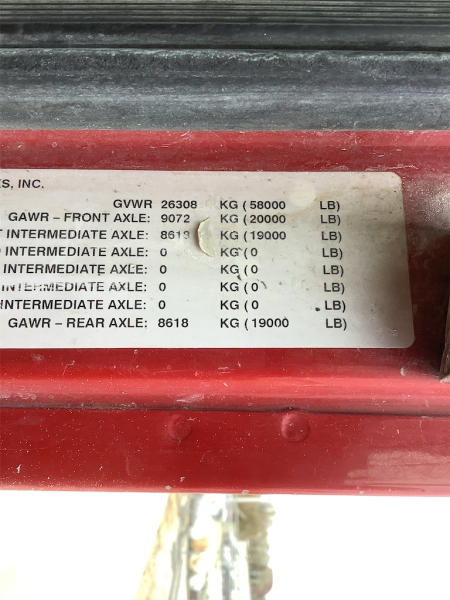 ES, INC.
GVWR 26308 KG ( 58000 LB)
GAWR – FRONT AXLE: 9072 KG ( 20000 LB)
T INTERMEDIATE AXLE: 8618 KG ( 19000 LB)
D INTERMEDIATE AXLE: 0 KG ( 0 LB)
INTERMEDIATE AXLE: 0 KG ( 0 LB)
INTERMEDIATE AXLE: 0 KG ( 0 LB)
INTERMEDIATE AXLE: 0 KG ( 0 LB)
GAWR – REAR AXLE: 8618 KG ( 19000 LB)